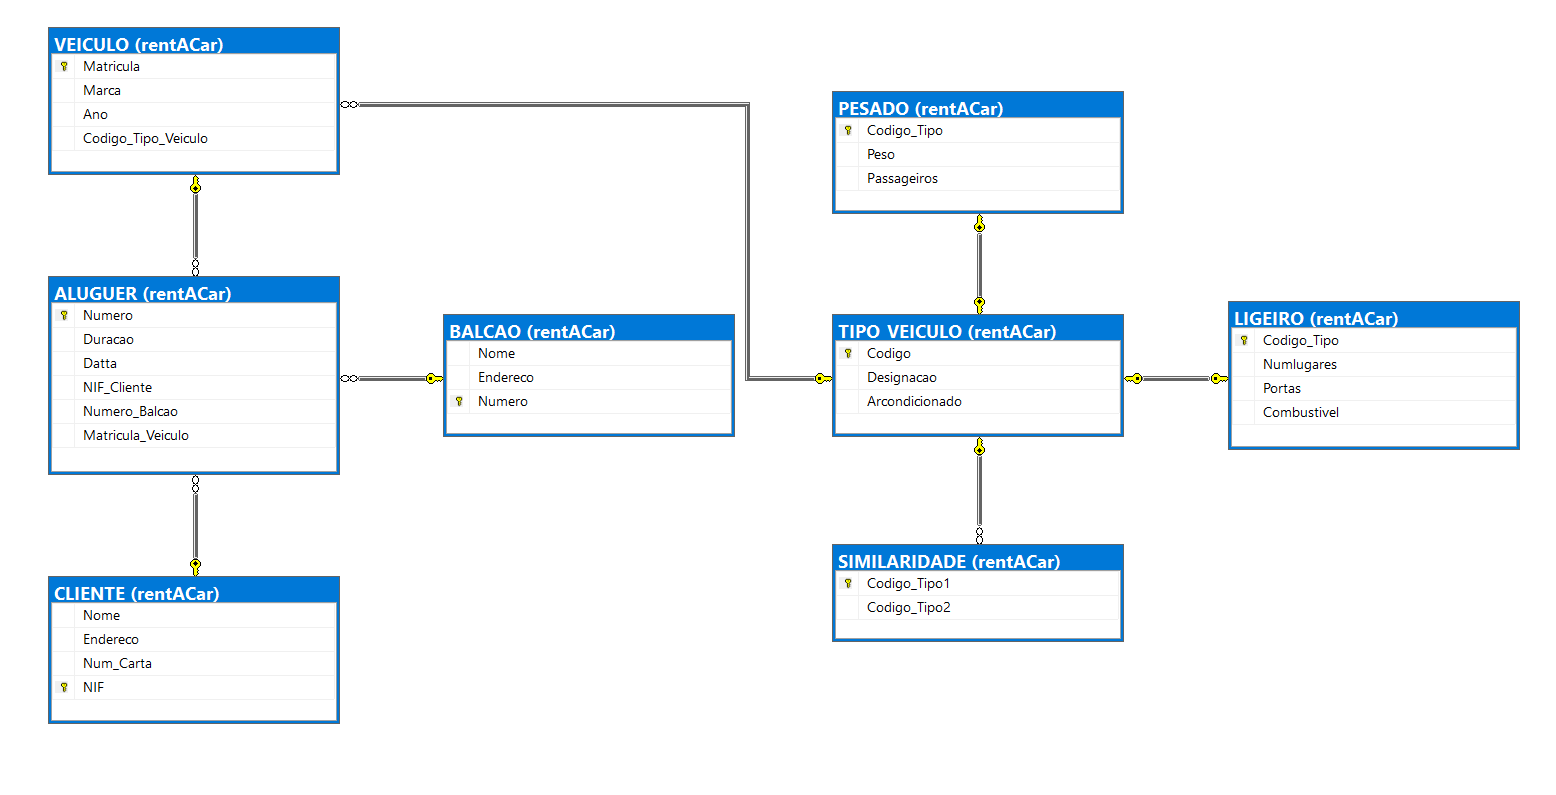 VEICULO (rentACar)
Matricula
Marca
Ano
Codigo_Tipo_Veiculo
PESADO (rentACar)
Codigo_Tipo
Peso
Passageiros
ALUGUER (rentACar)
Numero
Duracao
Datta
NIF_Cliente
Numero_Balcao
Matricula_Veiculo
BALCAO (rentACar)
Nome
Endereco
Numero
TIPO_VEICULO (rentACar)
Codigo
Designacao
Arcondicionado
LIGEIRO (rentACar)
Codigo_Tipo
Numlugares
Portas
Combustivel
CLIENTE (rentACar)
Nome
Endereco
Num_Carta
NIF
SIMILARIDADE (rentACar)
Codigo_Tipo1
Codigo_Tipo2